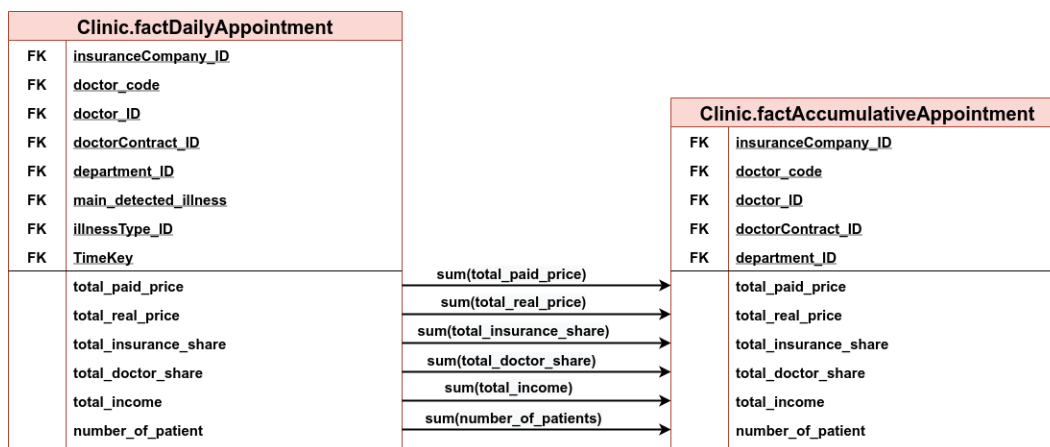 Clinic.factDailyAppointment
FK insuranceCompany_ID
FK doctor_code
FK doctor_ID
FK doctorContract_ID
FK department_ID
FK main_detected_illness
FK illnessType_ID
FK TimeKey
total_paid_price
total_real_price
total_insurance_share
total_doctor_share
total_income
number_of_patient
sum(total_paid_price)
sum(total_real_price)
sum(total_insurance_share)
sum(total_doctor_share)
sum(total_income)
sum(number_of_patients)
Clinic.factAccumulativeAppointment
FK insuranceCompany_ID
FK doctor_code
FK doctor_ID
FK doctorContract_ID
FK department_ID
total_paid_price
total_real_price
total_insurance_share
total_doctor_share
total_income
number_of_patient